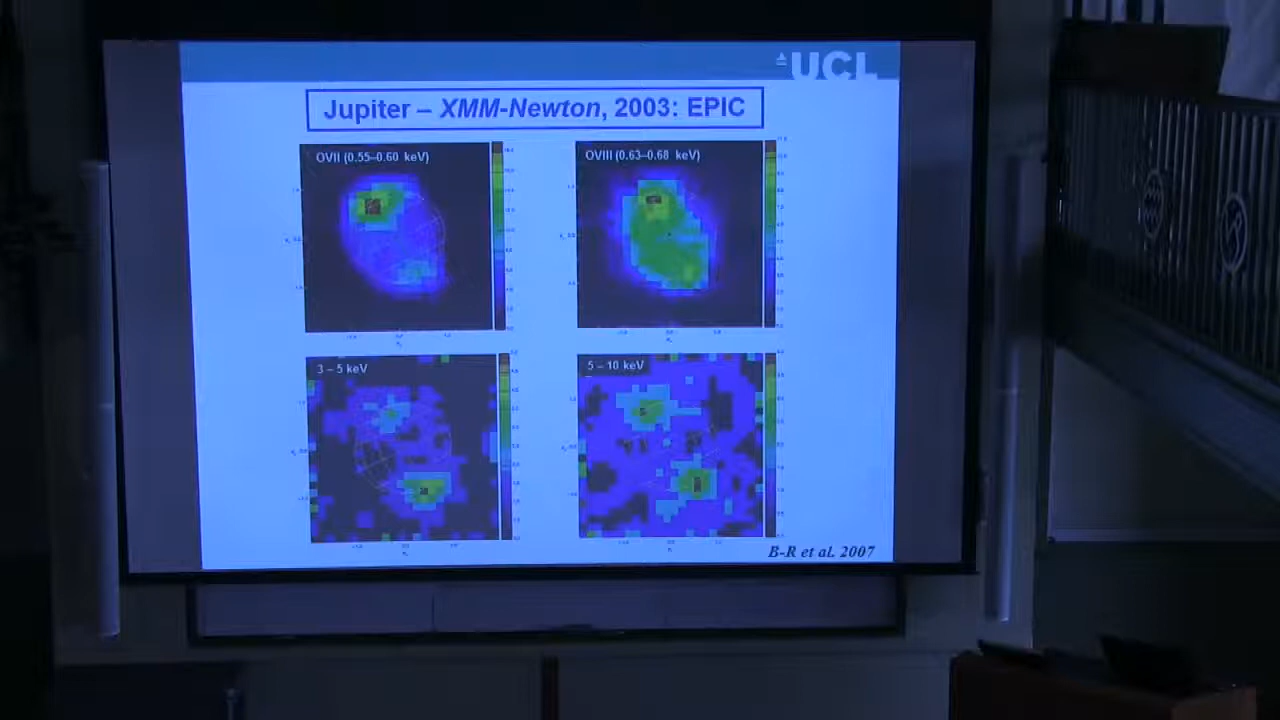 UCL
Jupiter – XMM-Newton, 2003: EPIC
OVII (0.55–0.60 keV)
OVIII (0.63–0.68 keV)
3 – 5 keV
5 – 10 keV
B-R et al. 2007